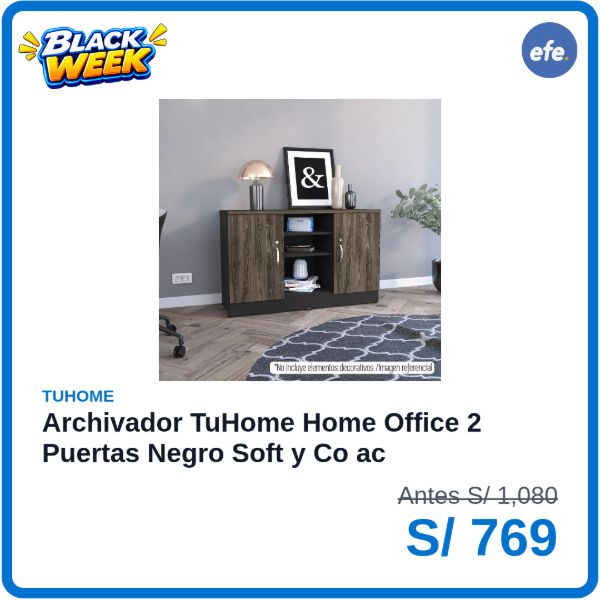 BLACK
WEEK
efe.
&
*No incluye elementos decorativos /Imagen referencial
TUHOME
Archivador TuHome Home Office 2
Puertas Negro Soft y Co ac
Antes S/ 1,080
S/ 769